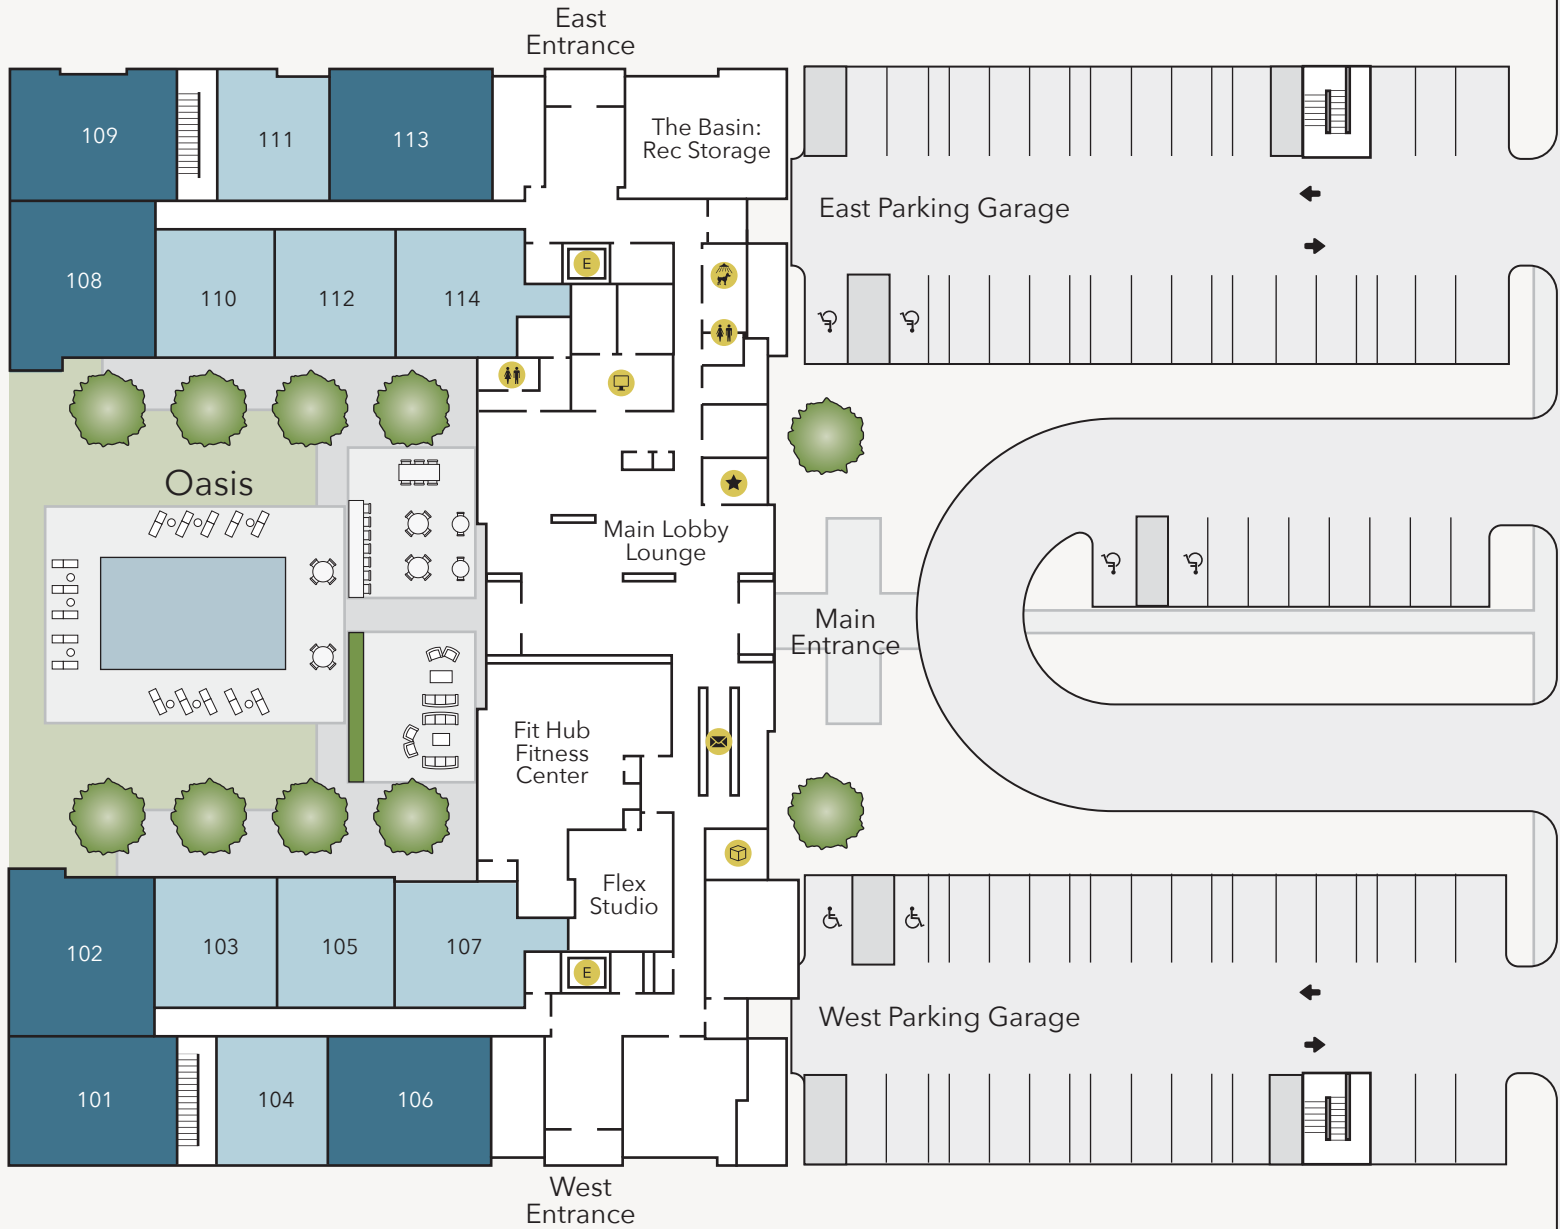 East
Entrance
109
111
113
The Basin:
Rec Storage
East Parking Garage
108
110
112
114
E
Oasis
Main Lobby
Lounge
Main
Entrance
Fit Hub
Fitness
Center
Flex
Studio
102
103
105
107
E
West Parking Garage
101
104
106
West
Entrance